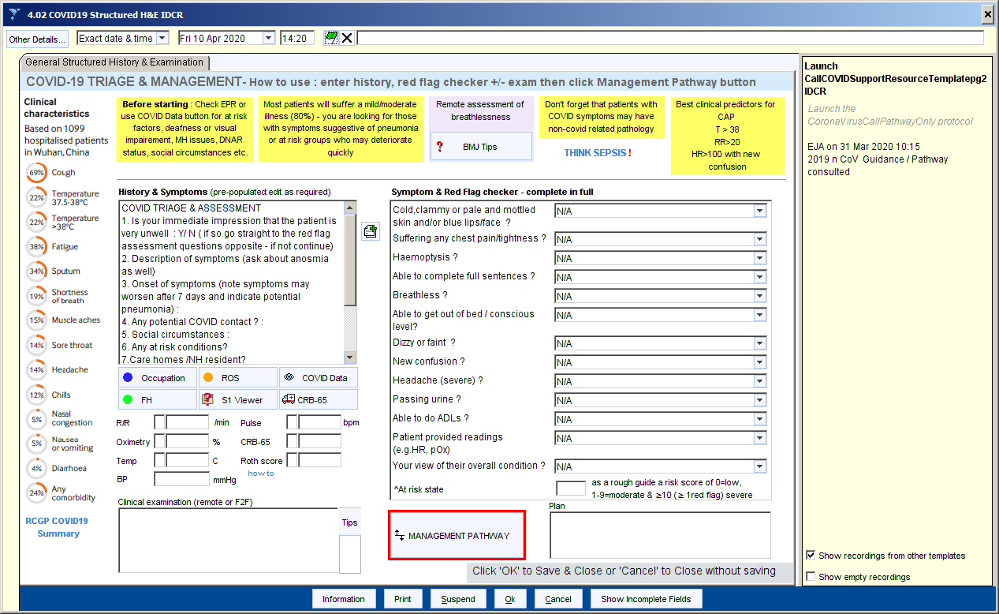 4.02 COVID19 Structured H&E IDCR
Other Details...
Exact date & time
Fri 10 Apr 2020
14:20
General Structured History & Examination
COVID-19 TRIAGE & MANAGEMENT- How to use : enter history, red flag checker +/- exam then click Management Pathway button
Clinical
characteristics
Based on 1099
hospitalised patients
in Wuhan, China
69% Cough
22% Temperature
37.5-38°C
22% Temperature
>38°C
38% Fatigue
34% Sputum
19% Shortness
of breath
15% Muscle aches
14% Sore throat
14% Headache
12% Chills
5% Nasal
congestion
5% Nausea
or vomiting
4% Diarrhoea
24% Any
comorbidity
RCGP COVID19
Summary
Before starting : Check EPR or
use COVID Data button for at risk
factors, deafness or visual
impairment, MH issues, DNAR
status, social circumstances etc.
Most patients will suffer a mild/moderate
illness (80%) - you are looking for those
with symptoms suggestive of pneumonia
or at risk groups who may deteriorate
quickly
Remote assessment of
breathlessness
? BMJ Tips
Don't forget that patients with
COVID symptoms may have
non-covid related pathology
THINK SEPSIS !
Best clinical predictors for
CAP
T > 38
RR>20
HR>100 with new
confusion
History & Symptoms (pre-populated:edit as required)
COVID TRIAGE & ASSESSMENT
1. Is your immediate impression that the patient is
very unwell : Y/ N ( if so go straight to the red flag
assessment questions opposite - if not continue)
2. Description of symptoms (ask about anosmia
as well)
3. Onset of symptoms (note symptoms may
worsen after 7 days and indicate potential
pneumonia) :
4. Any potential COVID contact ? :
5. Social circumstances :
6. Any at risk conditions?
7.Care homes /NH resident?
Occupation
ROS
COVID Data
FH
S1 Viewer
CRB-65
R/R /min Pulse bpm
Oximetry % CRB-65
Temp C Roth score
how to
BP mmHg
Clinical examination (remote or F2F)
Tips
Symptom & Red Flag checker - complete in full
Cold,clammy or pale and mottled
skin and/or blue lips/face ?
N/A
Suffering any chest pain/tightness ? N/A
Haemoptysis ? N/A
Able to complete full sentences ? N/A
Breathless ? N/A
Able to get out of bed / conscious
level?
N/A
Dizzy or faint ? N/A
New confusion ? N/A
Headache (severe) ? N/A
Passing urine ? N/A
Able to do ADLs ? N/A
Patient provided readings
(e.g.HR, pOx)
N/A
Your view of their overall condition ? N/A
^At risk state
as a rough guide a risk score of 0=low,
1-9=moderate & ≥10 ( ≥ 1red flag) severe
MANAGEMENT PATHWAY
Plan
Click 'OK' to Save & Close or 'Cancel' to Close without saving
Launch
CallCOVIDSupportResourceTemplatepg2
IDCR
Launch the
CoronaVirusCallPathwayOnly protocol
EJA on 31 Mar 2020 10:15
2019 n CoV Guidance / Pathway
consulted
Show recordings from other templates
Show empty recordings
Information
Print
Suspend
Ok
Cancel
Show Incomplete Fields